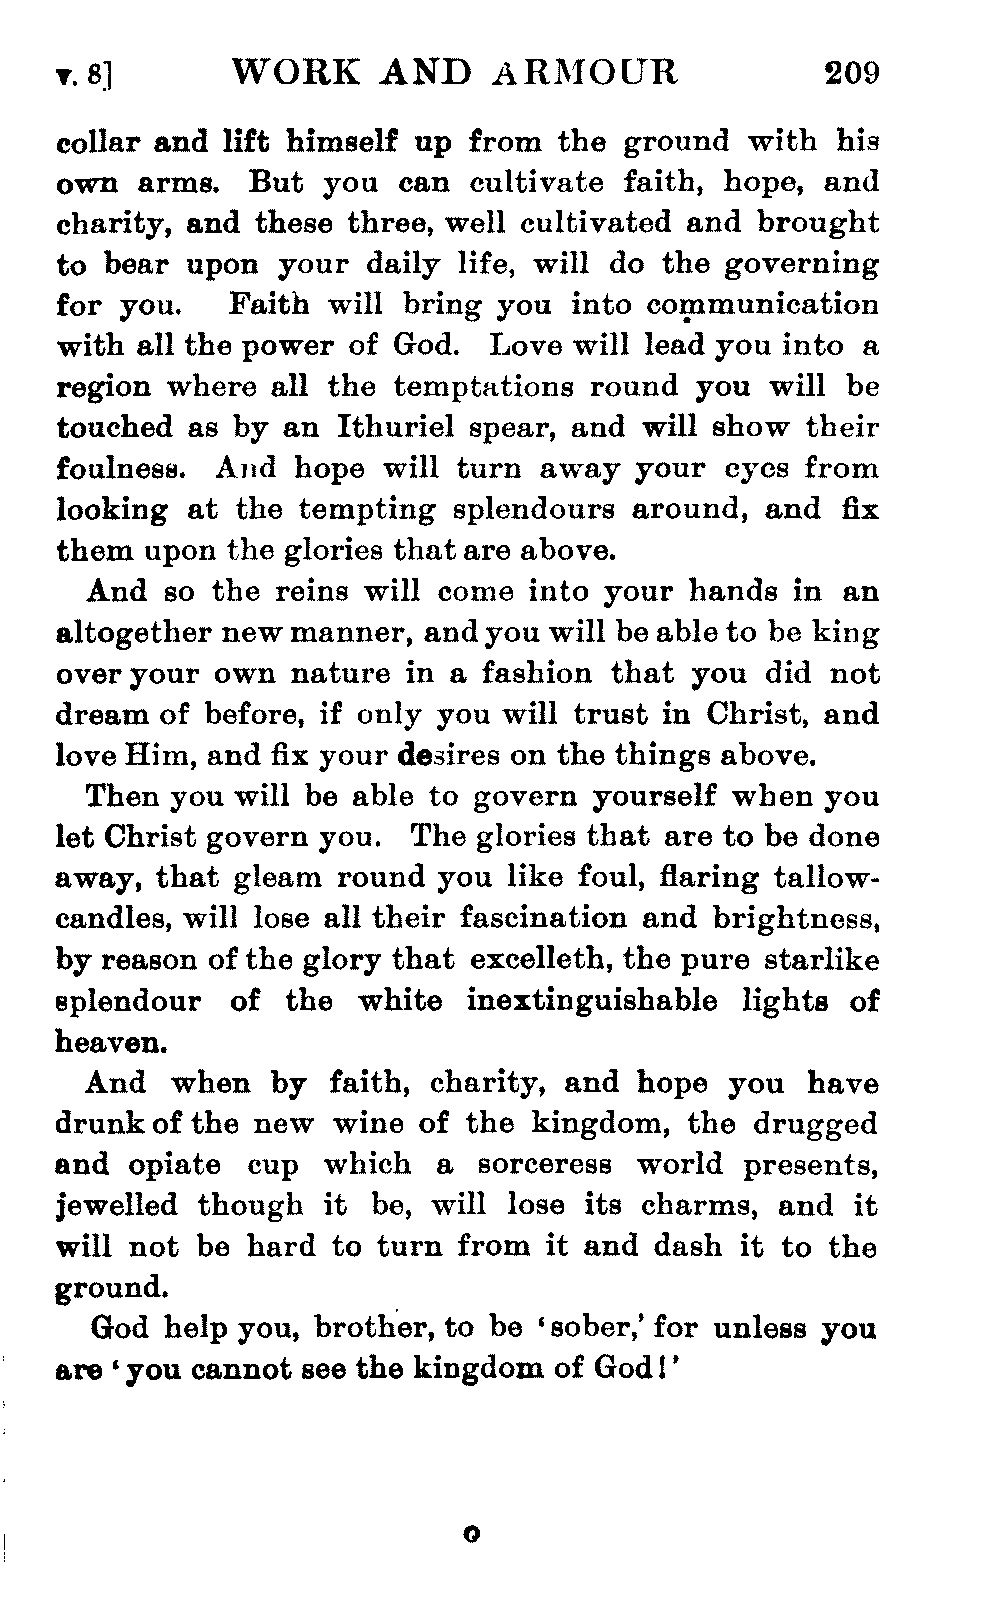 v. 8] WORK AND ARMOUR 209
collar and lift himself up from the ground with his
own arms. But you can cultivate faith, hope, and
charity, and these three, well cultivated and brought
to bear upon your daily life, will do the governing
for you. Faith will bring you into communication
with all the power of God. Love will lead you into a
region where all the temptations round you will be
touched as by an Ithuriel spear, and will show their
foulness. And hope will turn away your eyes from
looking at the tempting splendours around, and fix
them upon the glories that are above.
And so the reins will come into your hands in an
altogether new manner, and you will be able to be king
over your own nature in a fashion that you did not
dream of before, if only you will trust in Christ, and
love Him, and fix your desires on the things above.
Then you will be able to govern yourself when you
let Christ govern you. The glories that are to be done
away, that gleam round you like foul, flaring tallow-
candles, will lose all their fascination and brightness,
by reason of the glory that excelleth, the pure starlike
splendour of the white inextinguishable lights of
heaven.
And when by faith, charity, and hope you have
drunk of the new wine of the kingdom, the drugged
and opiate cup which a sorceress world presents,
jewelled though it be, will lose its charms, and it
will not be hard to turn from it and dash it to the
ground.
God help you, brother, to be 'sober,' for unless you
are 'you cannot see the kingdom of God!'
O